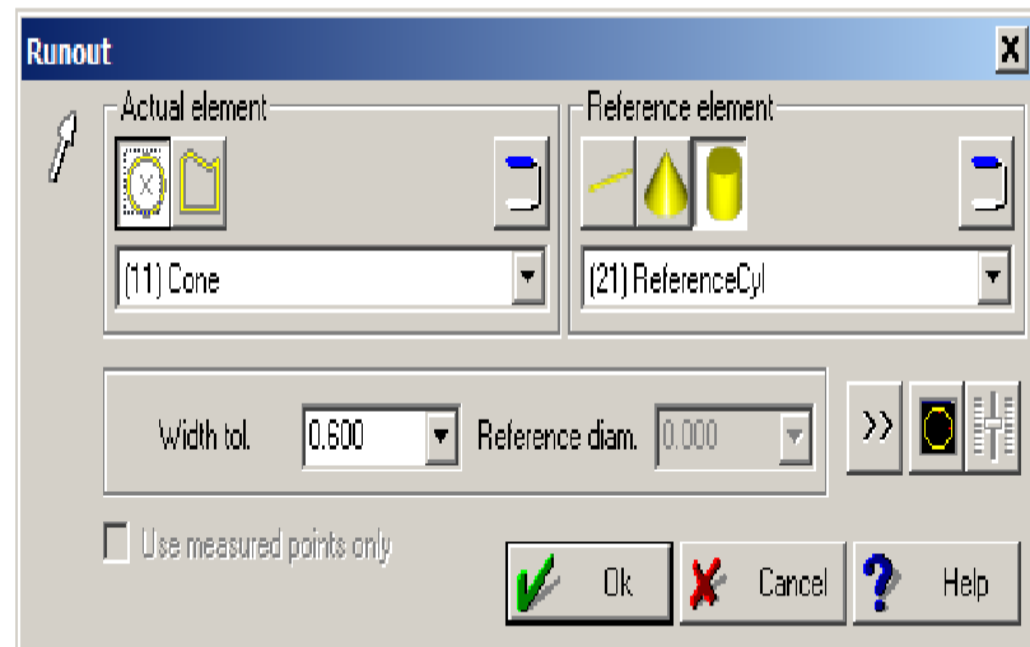 Runout
Actual element
Reference element
(11) Cone
(21) ReferenceCyl
Width tol. 0.600 Reference diam. 0.000 >>
Use measured points only
Ok Cancel ? Help